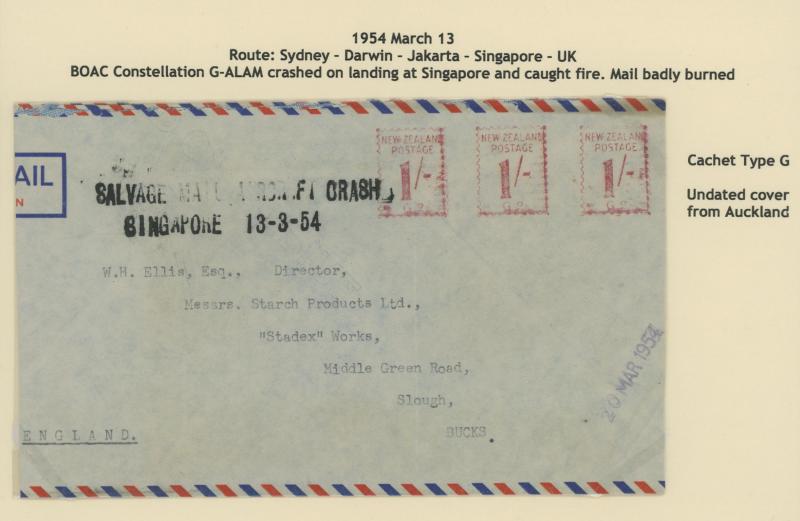 1954 March 13
Route: Sydney - Darwin - Jakarta - Singapore - UK
BOAC Constellation G-ALAM crashed on landing at Singapore and caught fire. Mail badly burned
Cachet Type G
Undated cover
from Auckland
AIL
N
NEW ZEALAND
POSTAGE
1/-
NEW ZEALAND
POSTAGE
1/-
NEW ZEALAND
POSTAGE
1/-
SALVAGE MAIL AIRCRAFT CRASH
SINGAPORE 13-3-54
W.H. Ellis, Esq., Director,
Messrs. Starch Products Ltd.,
"Stadex" Works,
Middle Green Road,
Slough,
BUCKS.
ENGLAND.
20 MAR 1954